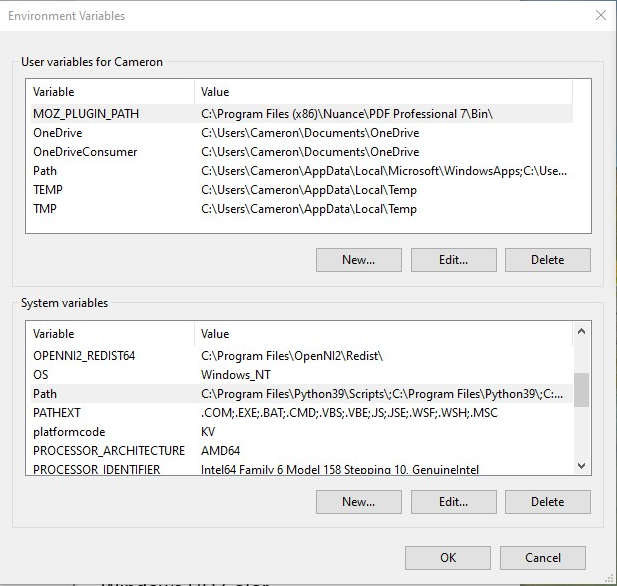 Environment Variables
User variables for Cameron
Variable Value
MOZ_PLUGIN_PATH C:\Program Files (x86)\Nuance\PDF Professional 7\Bin\
OneDrive C:\Users\Cameron\Documents\OneDrive
OneDriveConsumer C:\Users\Cameron\Documents\OneDrive
Path C:\Users\Cameron\AppData\Local\Microsoft\WindowsApps;C:\Use...
TEMP C:\Users\Cameron\AppData\Local\Temp
TMP C:\Users\Cameron\AppData\Local\Temp
New... Edit... Delete
System variables
Variable Value
OPENNI2_REDIST64 C:\Program Files\OpenNI2\Redist\
OS Windows_NT
Path C:\Program Files\Python39\Scripts\;C:\Program Files\Python39\;C:...
PATHEXT .COM;.EXE;.BAT;.CMD;.VBS;.VBE;.JS;.JSE;.WSF;.WSH;.MSC
platformcode KV
PROCESSOR_ARCHITECTURE AMD64
PROCESSOR_IDENTIFIER Intel64 Family 6 Model 158 Stepping 10, GenuineIntel
New... Edit... Delete
OK Cancel